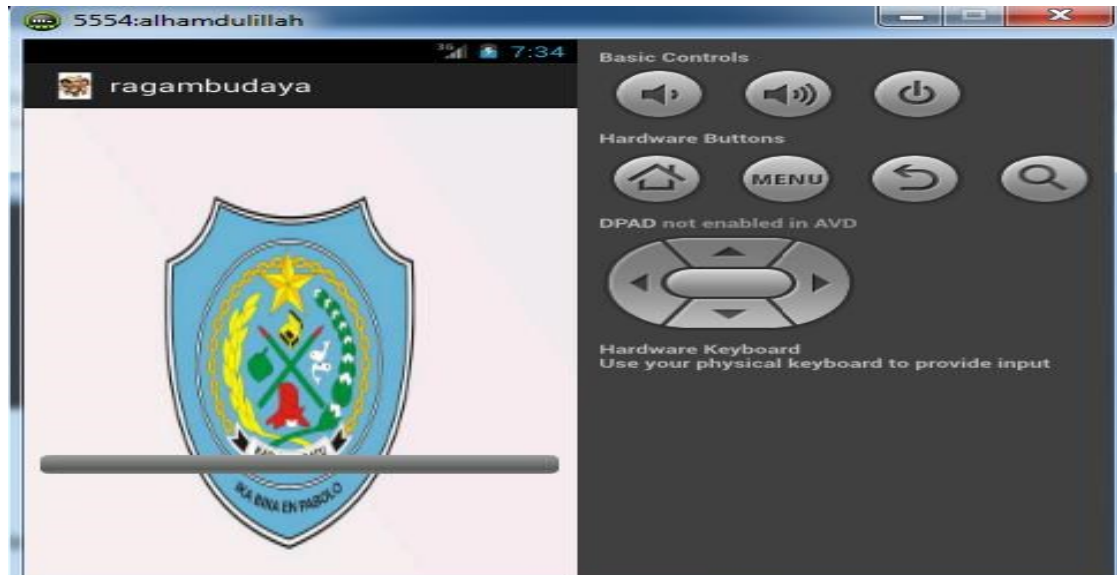 5554:alhamdulillah
3G 7:34
ragambudaya
IKA BINA EN PABOLO
Basic Controls
Hardware Buttons
MENU
DPAD not enabled in AVD
Hardware Keyboard
Use your physical keyboard to provide input